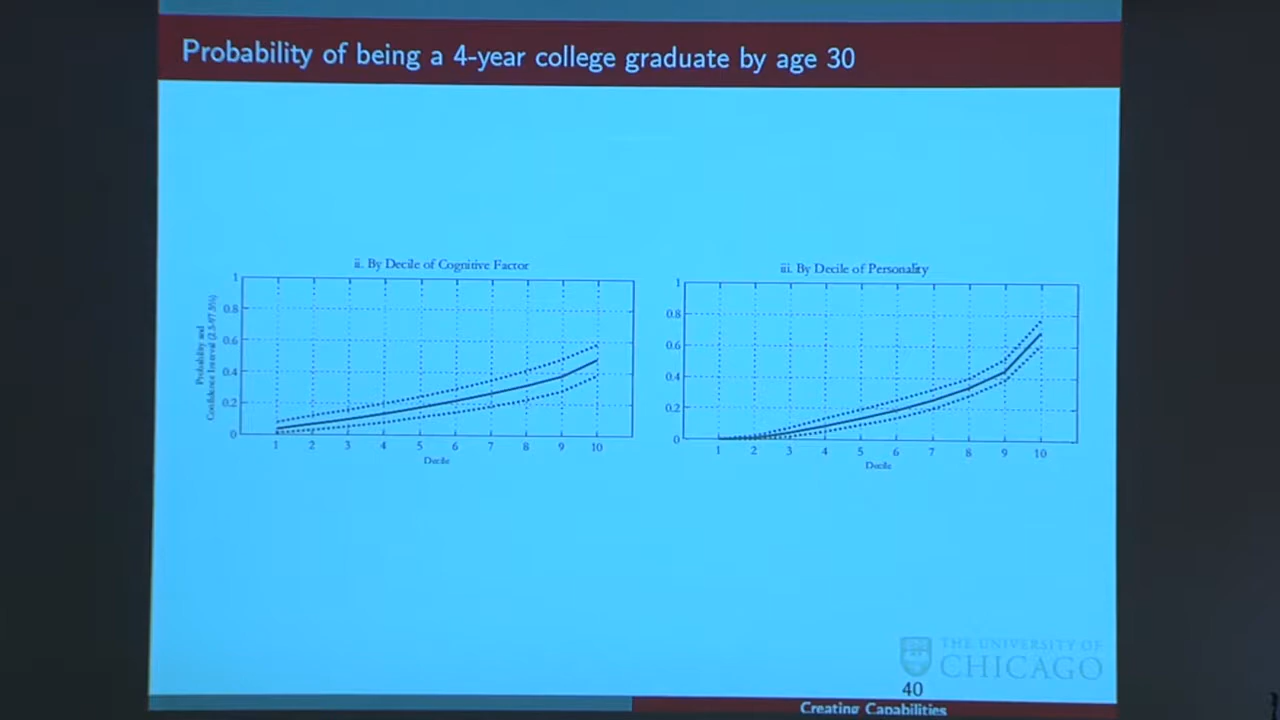 Probability of being a 4-year college graduate by age 30
ii. By Decile of Cognitive Factor
Probability and
Confidence Interval (2.5-97.5%)
1
0.8
0.6
0.4
0.2
0
1 2 3 4 5 6 7 8 9 10
Decile
iii. By Decile of Personality
1
0.8
0.6
0.4
0.2
0
1 2 3 4 5 6 7 8 9 10
Decile
THE UNIVERSITY OF
CHICAGO
40
Creating Capabilities